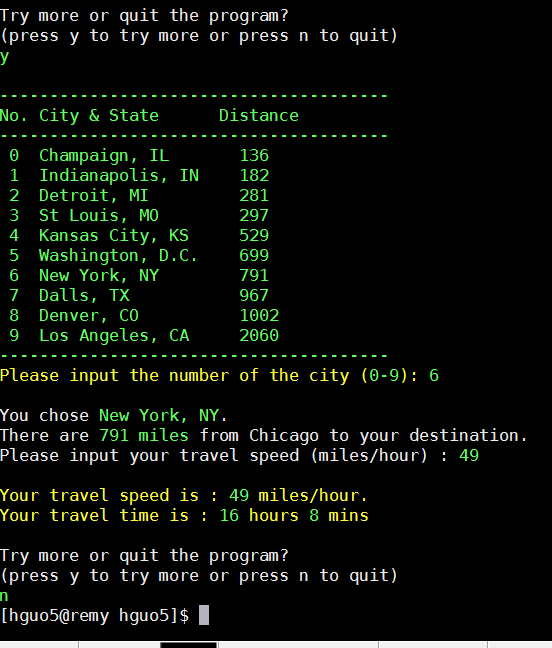 Try more or quit the program?
(press y to try more or press n to quit)
y
---------------------------------------
No. City & State      Distance
---------------------------------------
 0  Champaign, IL       136
 1  Indianapolis, IN    182
 2  Detroit, MI         281
 3  St Louis, MO        297
 4  Kansas City, KS     529
 5  Washington, D.C.    699
 6  New York, NY        791
 7  Dalls, TX           967
 8  Denver, CO          1002
 9  Los Angeles, CA     2060
---------------------------------------
Please input the number of the city (0-9): 6
You chose New York, NY.
There are 791 miles from Chicago to your destination.
Please input your travel speed (miles/hour) : 49
Your travel speed is : 49 miles/hour.
Your travel time is : 16 hours 8 mins
Try more or quit the program?
(press y to try more or press n to quit)
n
[hguo5@remy hguo5]$